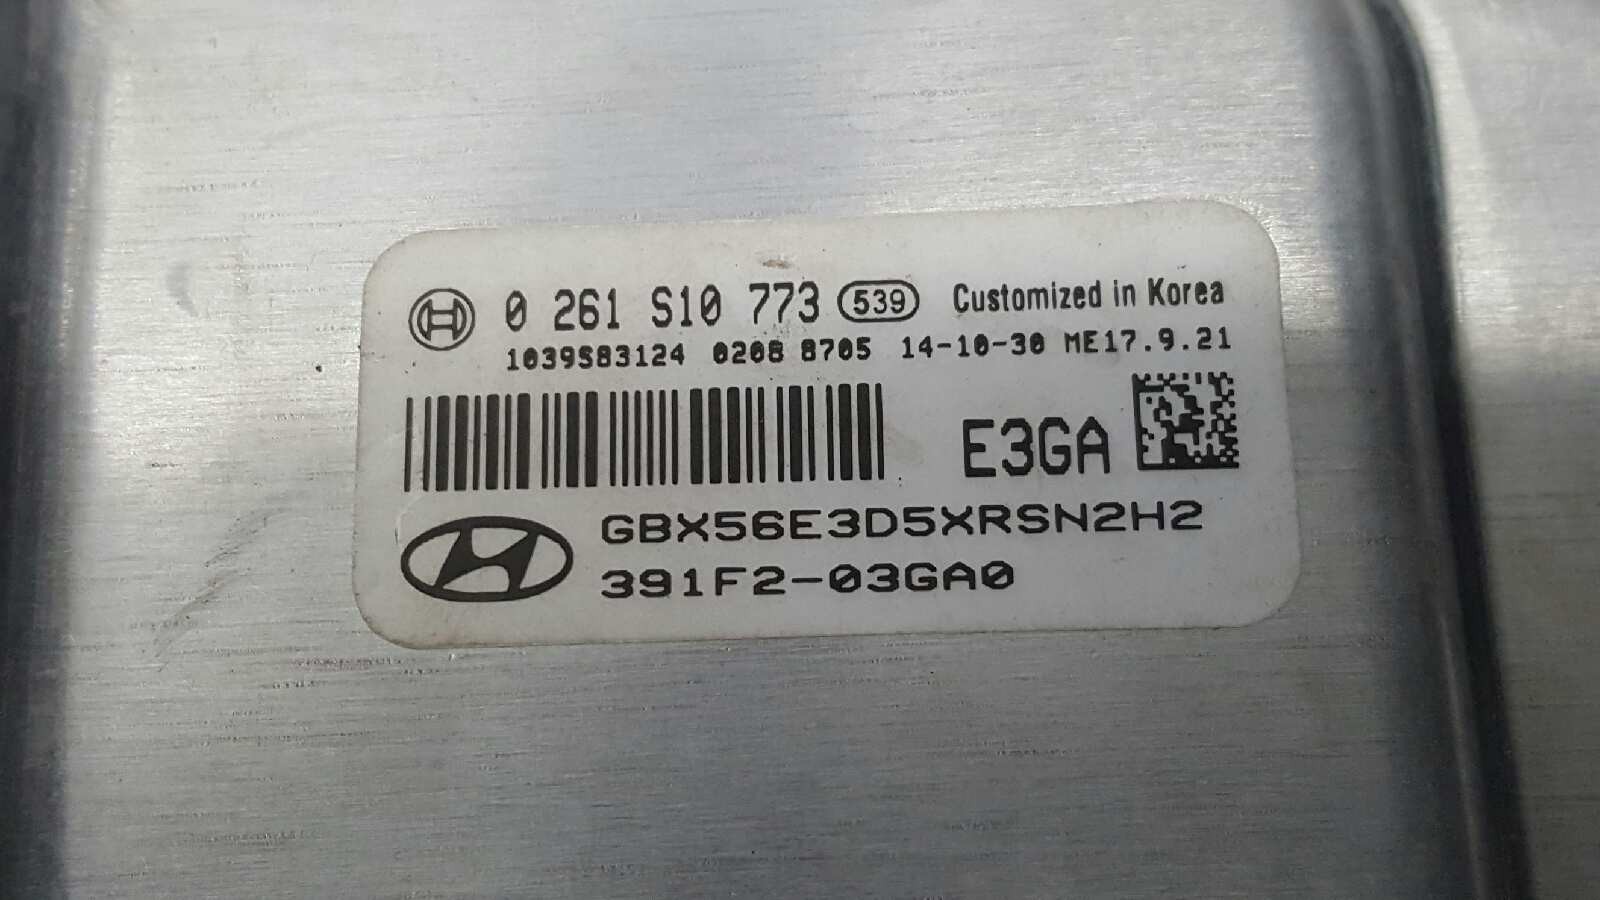 0 261 S10 773 539 Customized in Korea
1039S83124 0208 8705 14-10-30 ME17.9.21
E3GA
GBX56E3D5XRSN2H2
391F2-03GA0